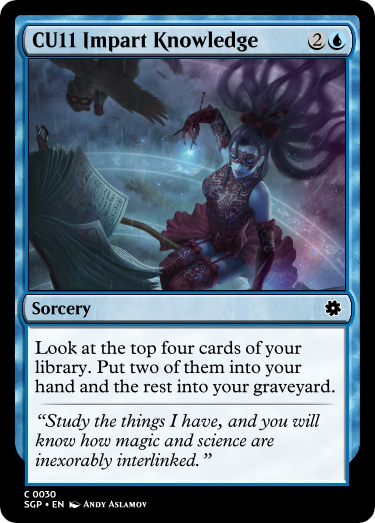 CU11 Impart Knowledge 2
Sorcery
Look at the top four cards of your
library. Put two of them into your
hand and the rest into your graveyard.
“Study the things I have, and you will
know how magic and science are
inexorably interlinked.”
C 0030
SGP • EN Andy Aslamov